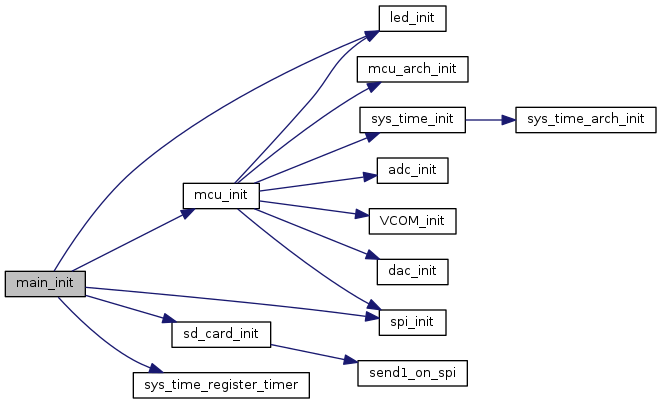 led_init
mcu_arch_init
sys_time_init
sys_time_arch_init
adc_init
mcu_init
VCOM_init
dac_init
main_init
spi_init
sd_card_init
send1_on_spi
sys_time_register_timer